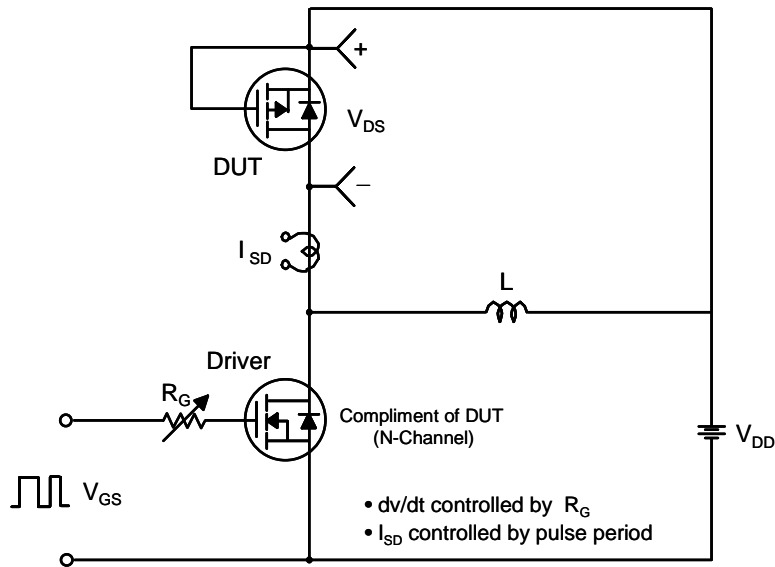 +
V_DS
DUT
−
I_SD
L
Driver
R_G
Compliment of DUT
(N-Channel)
V_DD
V_GS
• dv/dt controlled by R_G
• I_SD controlled by pulse period